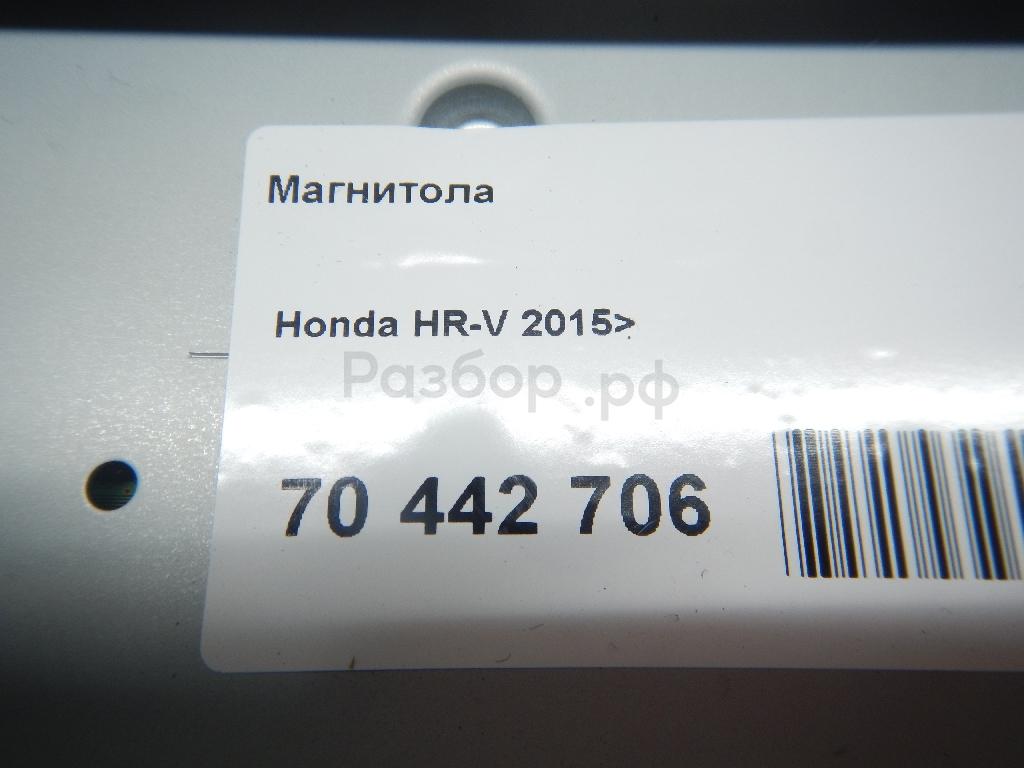 Магнитола
Honda HR-V 2015>
Разбор.рф
70 442 706